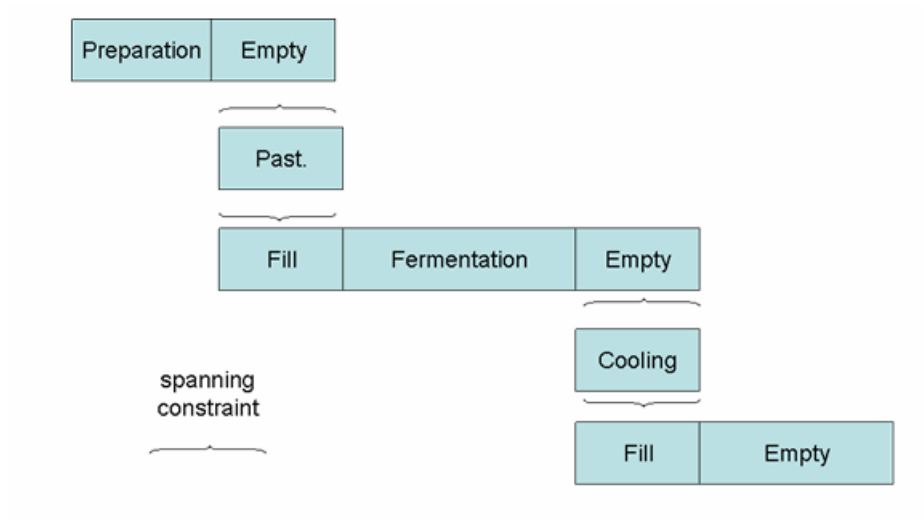 Preparation Empty
Past.
Fill Fermentation Empty
Cooling
spanning
constraint
Fill Empty